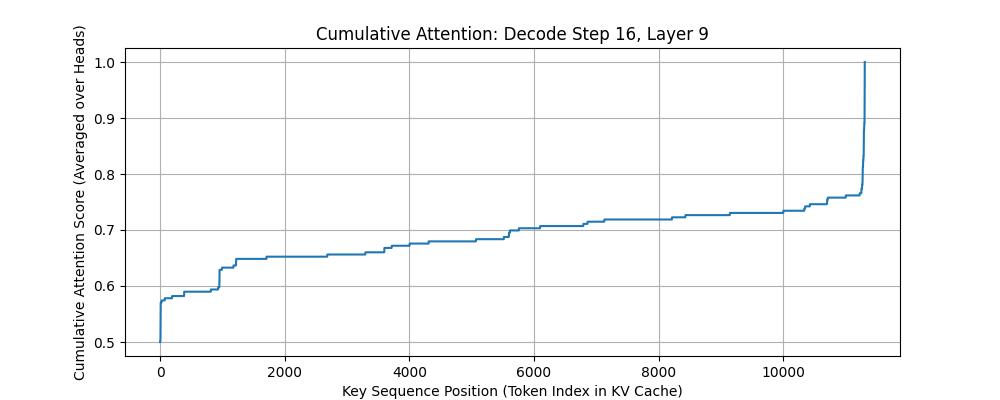 Cumulative Attention: Decode Step 16, Layer 9
Cumulative Attention Score (Averaged over Heads)
1.0
0.9
0.8
0.7
0.6
0.5
0 2000 4000 6000 8000 10000
Key Sequence Position (Token Index in KV Cache)